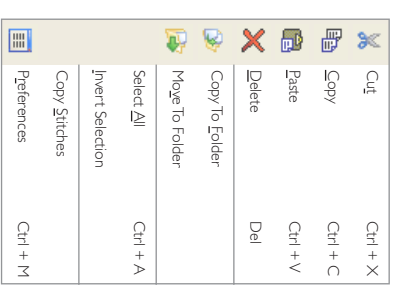 Cut Ctrl + X
Copy Ctrl + C
Paste Ctrl + V
Delete Del
Copy To Folder
Move To Folder
Select All Ctrl + A
Invert Selection
Copy Stitches
Preferences Ctrl + M